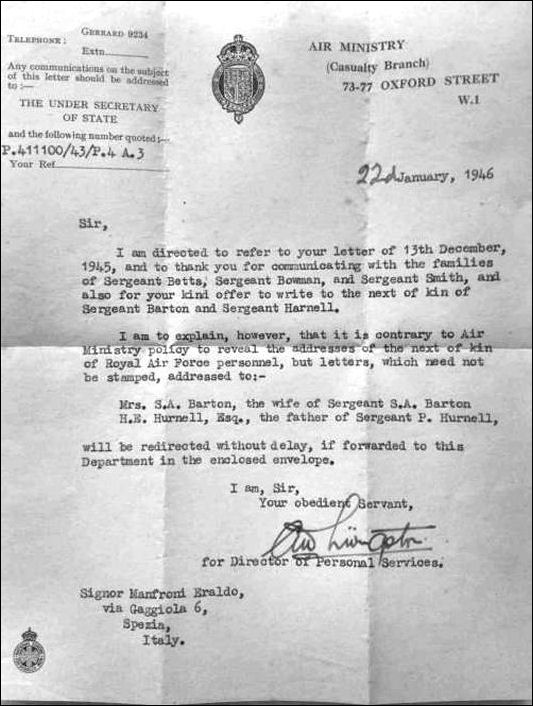 TELEPHONE: GERRARD 9234
Extn.
Any communications on the subject
of this letter should be addressed
to :—
THE UNDER SECRETARY
OF STATE
and the following number quoted :—
P.411100/43/P.4 A.3
Your Ref.
AIR MINISTRY
(Casualty Branch)
73-77 OXFORD STREET
W.1
22nd January, 1946
Sir,
I am directed to refer to your letter of 13th December,
1945, and to thank you for communicating with the families
of Sergeant Betts, Sergeant Bowman, and Sergeant Smith, and
also for your kind offer to write to the next of kin of
Sergeant Barton and Sergeant Harnell.
I am to explain, however, that it is contrary to Air
Ministry policy to reveal the addresses of the next of kin
of Royal Air Force personnel, but letters, which need not
be stamped, addressed to:-
Mrs. S.A. Barton, the wife of Sergeant S.A. Barton
H.E. Hurnell, Esq., the father of Sergeant P. Hurnell,
will be redirected without delay, if forwarded to this
Department in the enclosed envelope.
I am, Sir,
Your obedient Servant,
Livingston
for Director of Personal Services.
Signor Manfroni Eraldo,
via Gaggiola 6,
Spezia,
Italy.